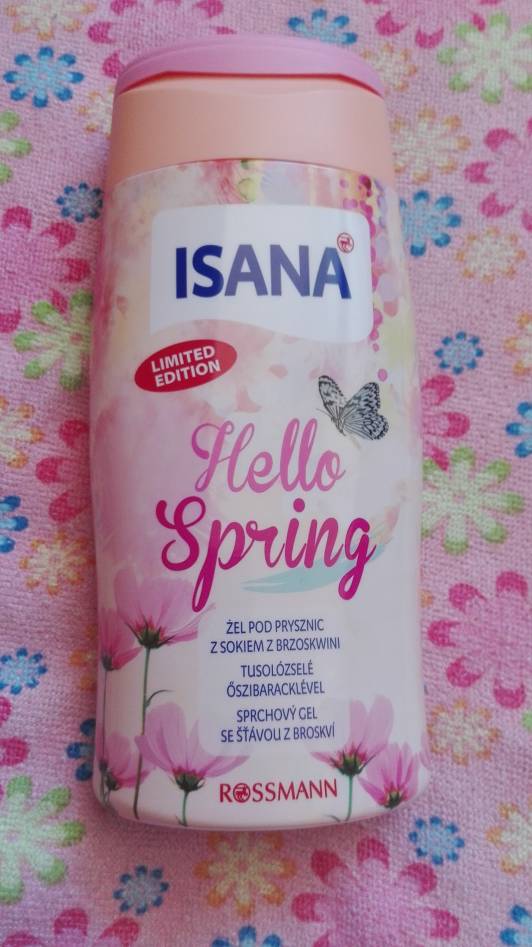 ISANA
LIMITED
EDITION
Hello
Spring
ŻEL POD PRYSZNIC
Z SOKIEM Z BRZOSKWINI
TUSOLÓZSELÉ
ŐSZIBARACKLÉVEL
SPRCHOVÝ GEL
SE ŠŤÁVOU Z BROSKVÍ
ROSSMANN